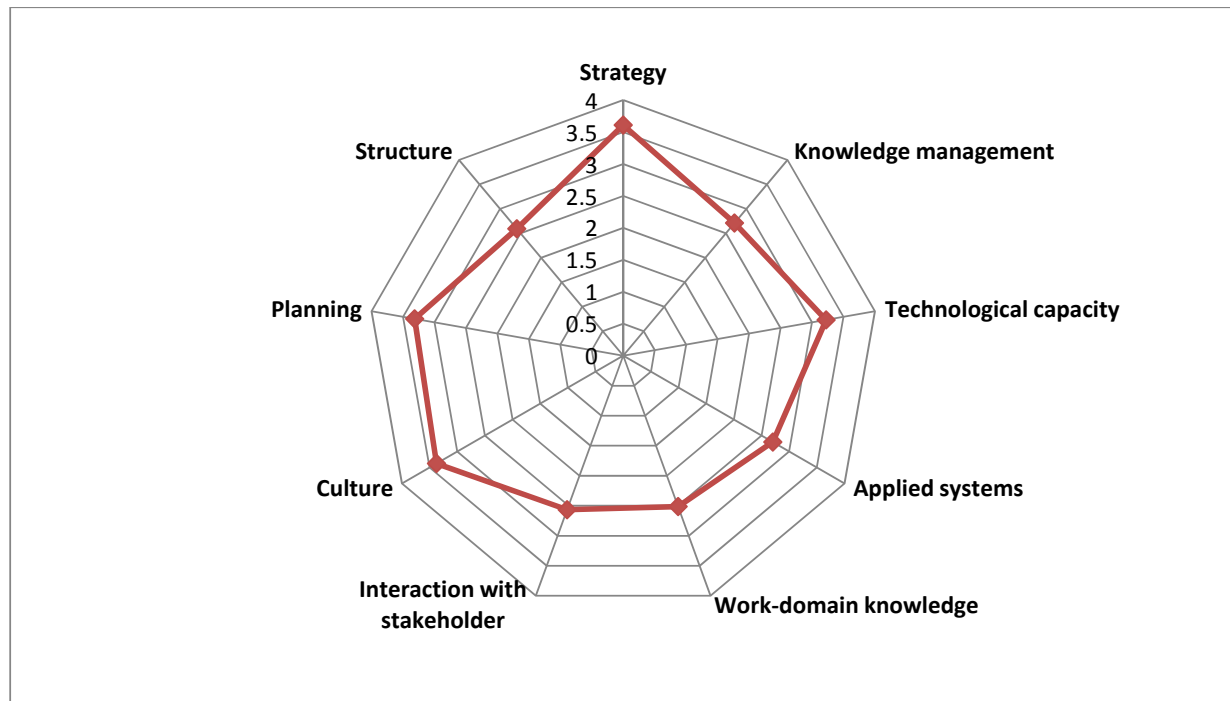 Strategy
4
3.5
3
2.5
2
1.5
1
0.5
0
Knowledge management
Technological capacity
Applied systems
Work-domain knowledge
Interaction with
stakeholder
Culture
Planning
Structure